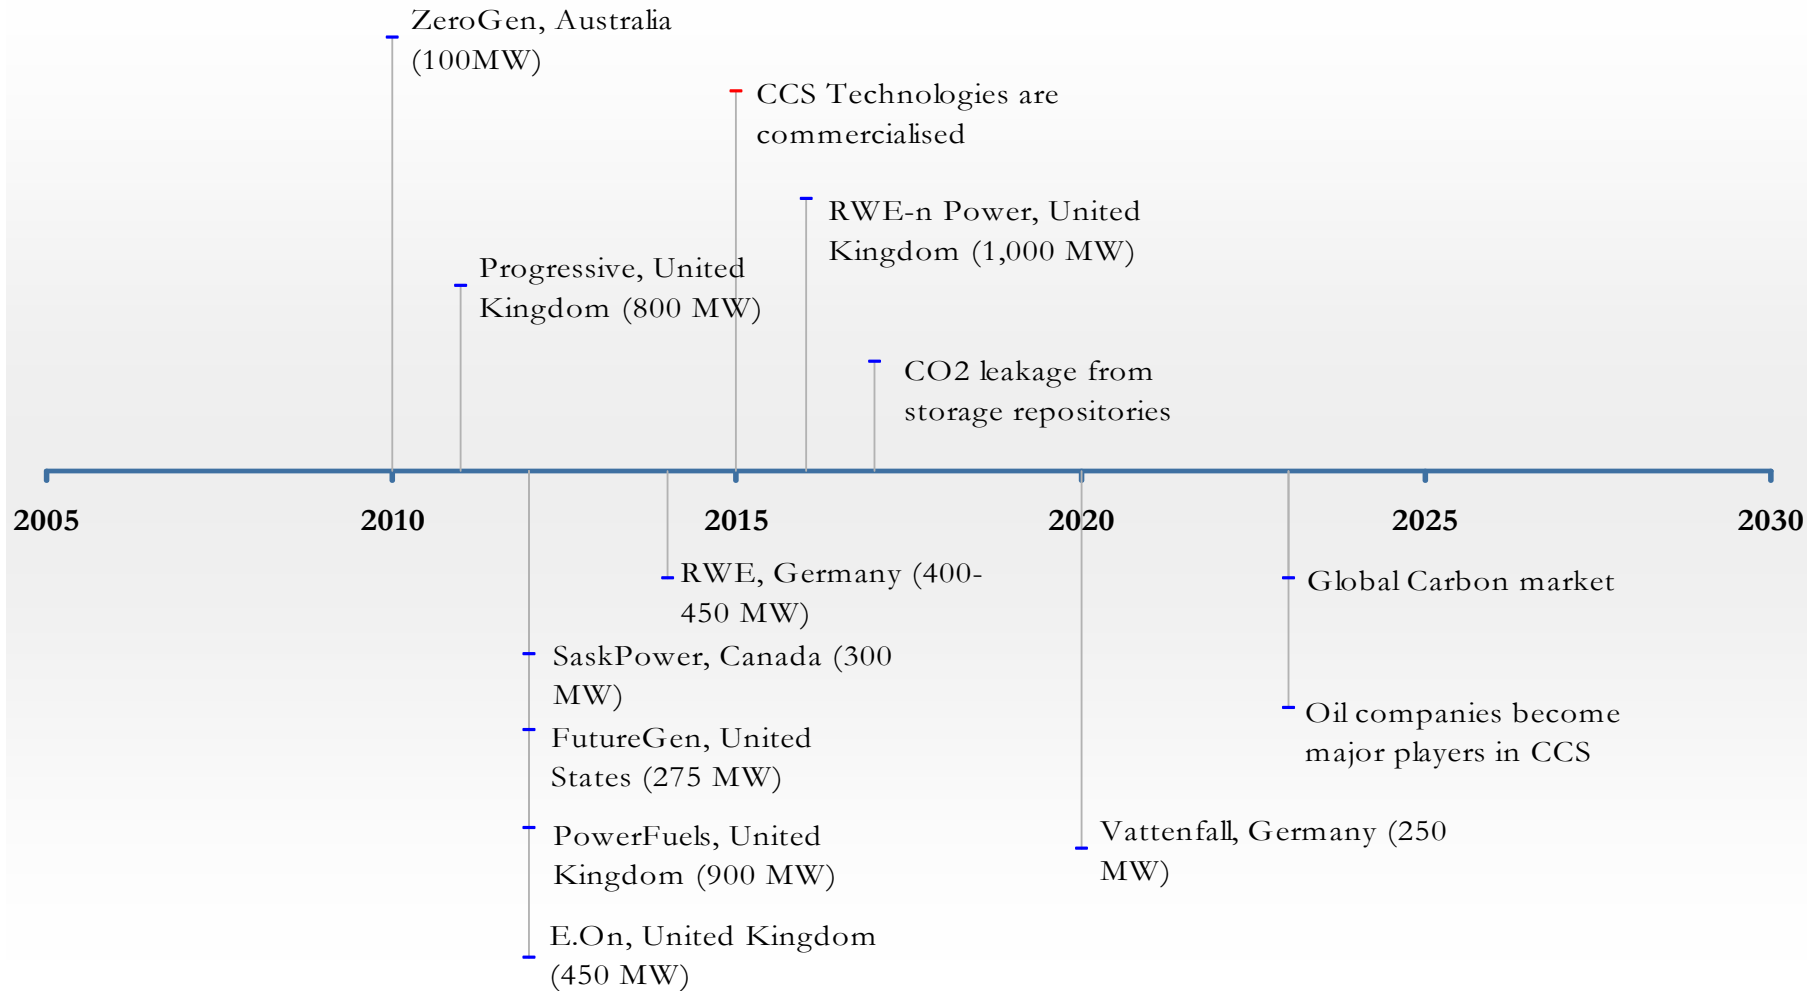 ZeroGen, Australia
(100MW)
CCS Technologies are
commercialised
RWE-n Power, United
Kingdom (1,000 MW)
Progressive, United
Kingdom (800 MW)
CO2 leakage from
storage repositories
2005
2010
2015
2020
2025
2030
RWE, Germany (400-
450 MW)
Global Carbon market
SaskPower, Canada (300
MW)
Oil companies become
major players in CCS
FutureGen, United
States (275 MW)
PowerFuels, United
Kingdom (900 MW)
Vattenfall, Germany (250
MW)
E.On, United Kingdom
(450 MW)